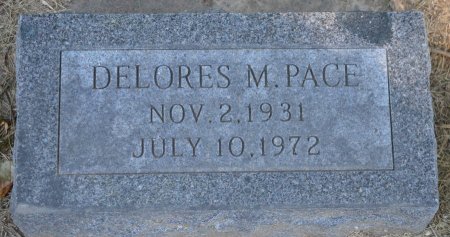 DELORES M. PACE
NOV. 2, 1931
JULY 10, 1972